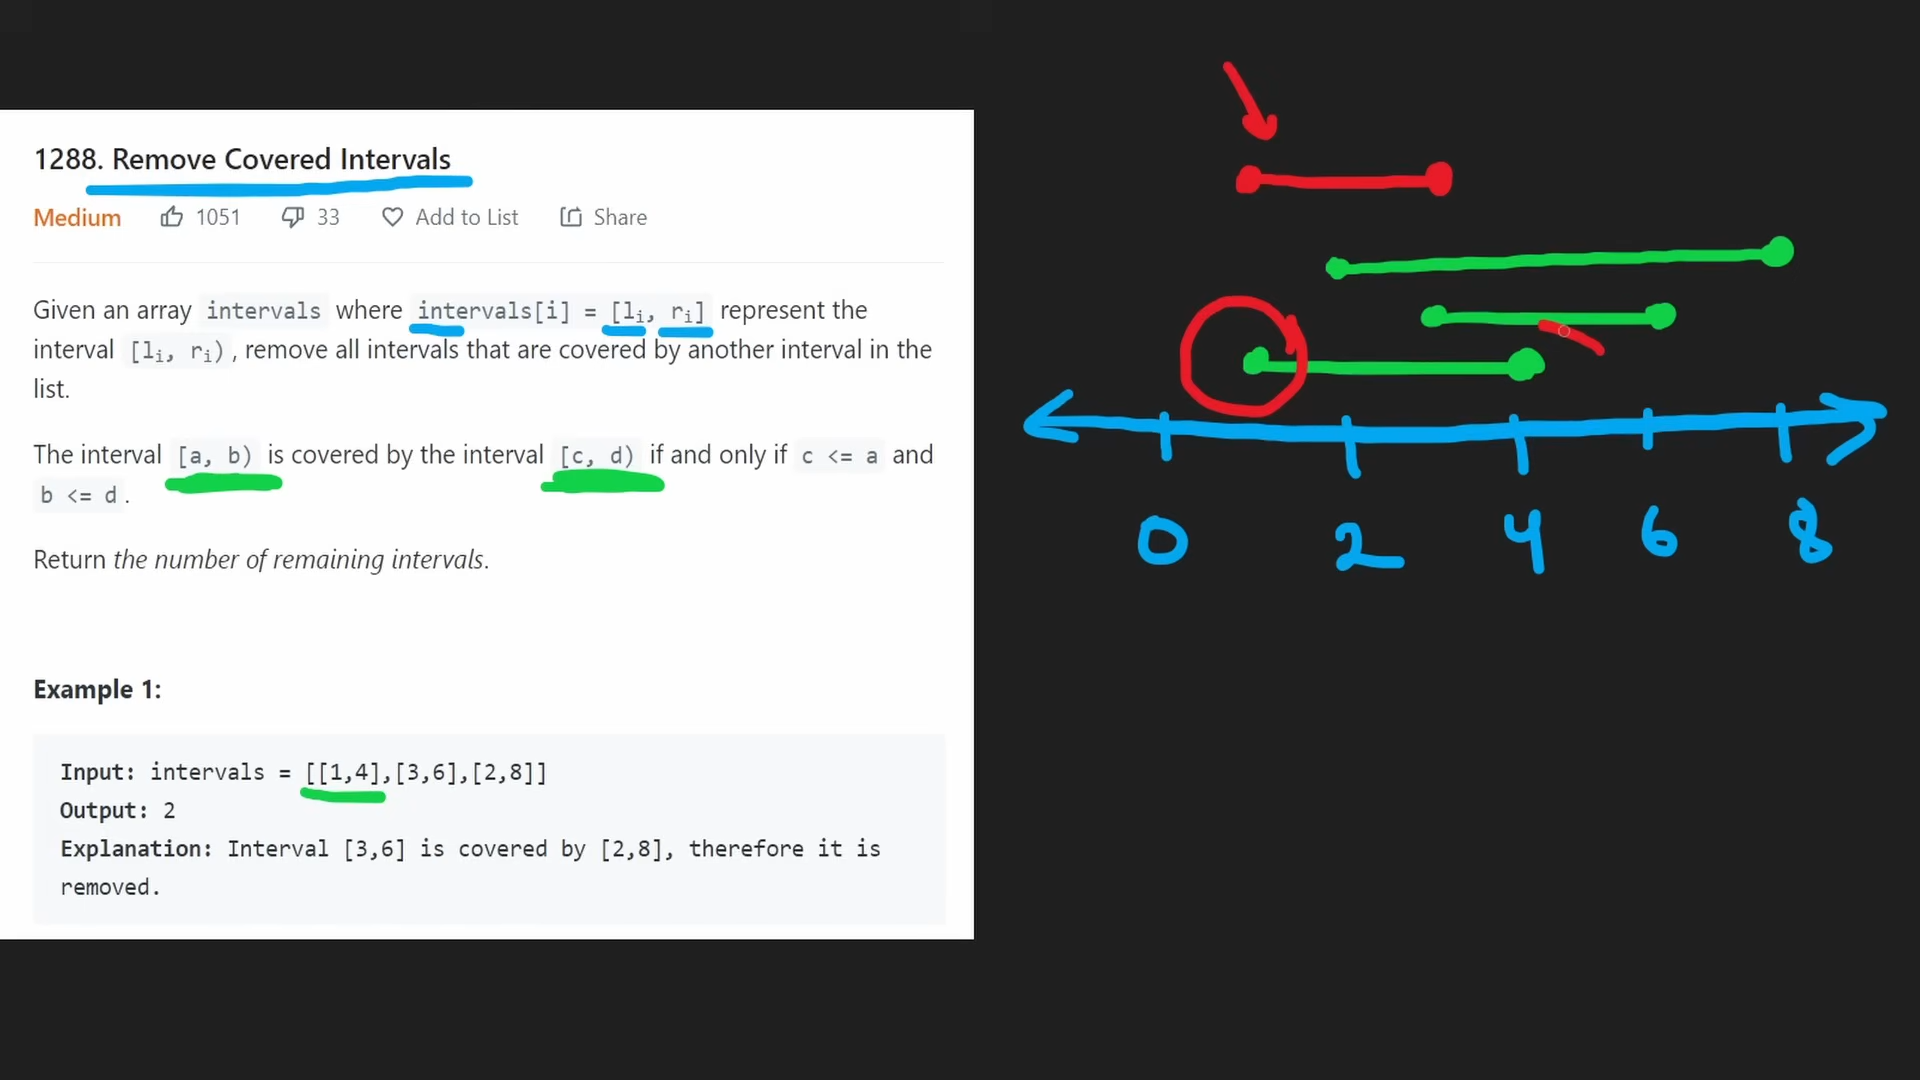 1288. Remove Covered Intervals
Medium 1051 33 Add to List Share
Given an array intervals where intervals[i] = [lᵢ, rᵢ] represent the
interval [lᵢ, rᵢ), remove all intervals that are covered by another interval in the
list.
The interval [a, b) is covered by the interval [c, d) if and only if c <= a and
b <= d.
Return the number of remaining intervals.
Example 1:
Input: intervals = [[1,4],[3,6],[2,8]]
Output: 2
Explanation: Interval [3,6] is covered by [2,8], therefore it is
removed.
0 2 4 6 8